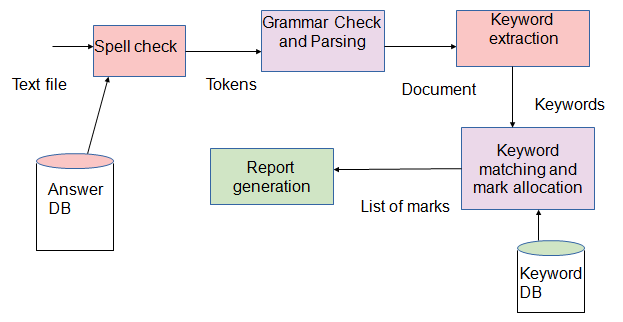 Spell check
Grammar Check
and Parsing
Keyword
extraction
Text file
Tokens
Document
Keywords
Answer
DB
Report
generation
Keyword
matching and
mark allocation
List of marks
Keyword
DB